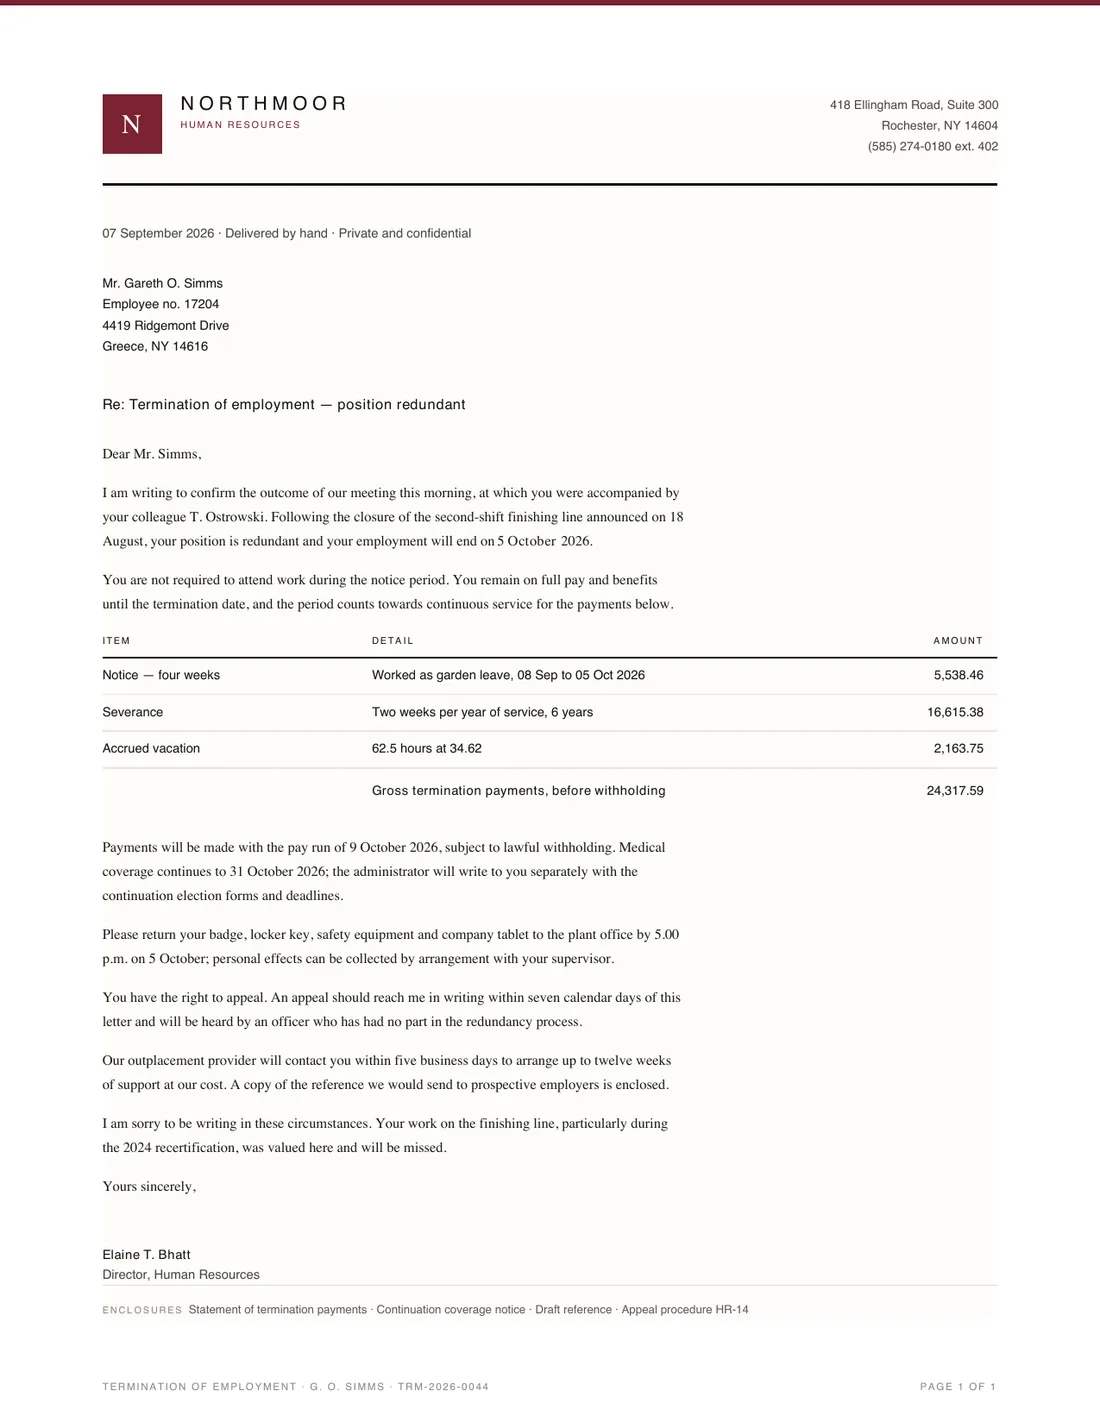 N
NORTHMOOR
HUMAN RESOURCES
418 Ellingham Road, Suite 300
Rochester, NY 14604
(585) 274-0180 ext. 402
07 September 2026 · Delivered by hand · Private and confidential
Mr. Gareth O. Simms
Employee no. 17204
4419 Ridgemont Drive
Greece, NY 14616
Re: Termination of employment — position redundant
Dear Mr. Simms,
I am writing to confirm the outcome of our meeting this morning, at which you were accompanied by
your colleague T. Ostrowski. Following the closure of the second-shift finishing line announced on 18
August, your position is redundant and your employment will end on 5 October 2026.
You are not required to attend work during the notice period. You remain on full pay and benefits
until the termination date, and the period counts towards continuous service for the payments below.
ITEM DETAIL AMOUNT
Notice — four weeks Worked as garden leave, 08 Sep to 05 Oct 2026 5,538.46
Severance Two weeks per year of service, 6 years 16,615.38
Accrued vacation 62.5 hours at 34.62 2,163.75
Gross termination payments, before withholding 24,317.59
Payments will be made with the pay run of 9 October 2026, subject to lawful withholding. Medical
coverage continues to 31 October 2026; the administrator will write to you separately with the
continuation election forms and deadlines.
Please return your badge, locker key, safety equipment and company tablet to the plant office by 5.00
p.m. on 5 October; personal effects can be collected by arrangement with your supervisor.
You have the right to appeal. An appeal should reach me in writing within seven calendar days of this
letter and will be heard by an officer who has had no part in the redundancy process.
Our outplacement provider will contact you within five business days to arrange up to twelve weeks
of support at our cost. A copy of the reference we would send to prospective employers is enclosed.
I am sorry to be writing in these circumstances. Your work on the finishing line, particularly during
the 2024 recertification, was valued here and will be missed.
Yours sincerely,
Elaine T. Bhatt
Director, Human Resources
ENCLOSURES Statement of termination payments · Continuation coverage notice · Draft reference · Appeal procedure HR-14
TERMINATION OF EMPLOYMENT · G. O. SIMMS · TRM-2026-0044
PAGE 1 OF 1